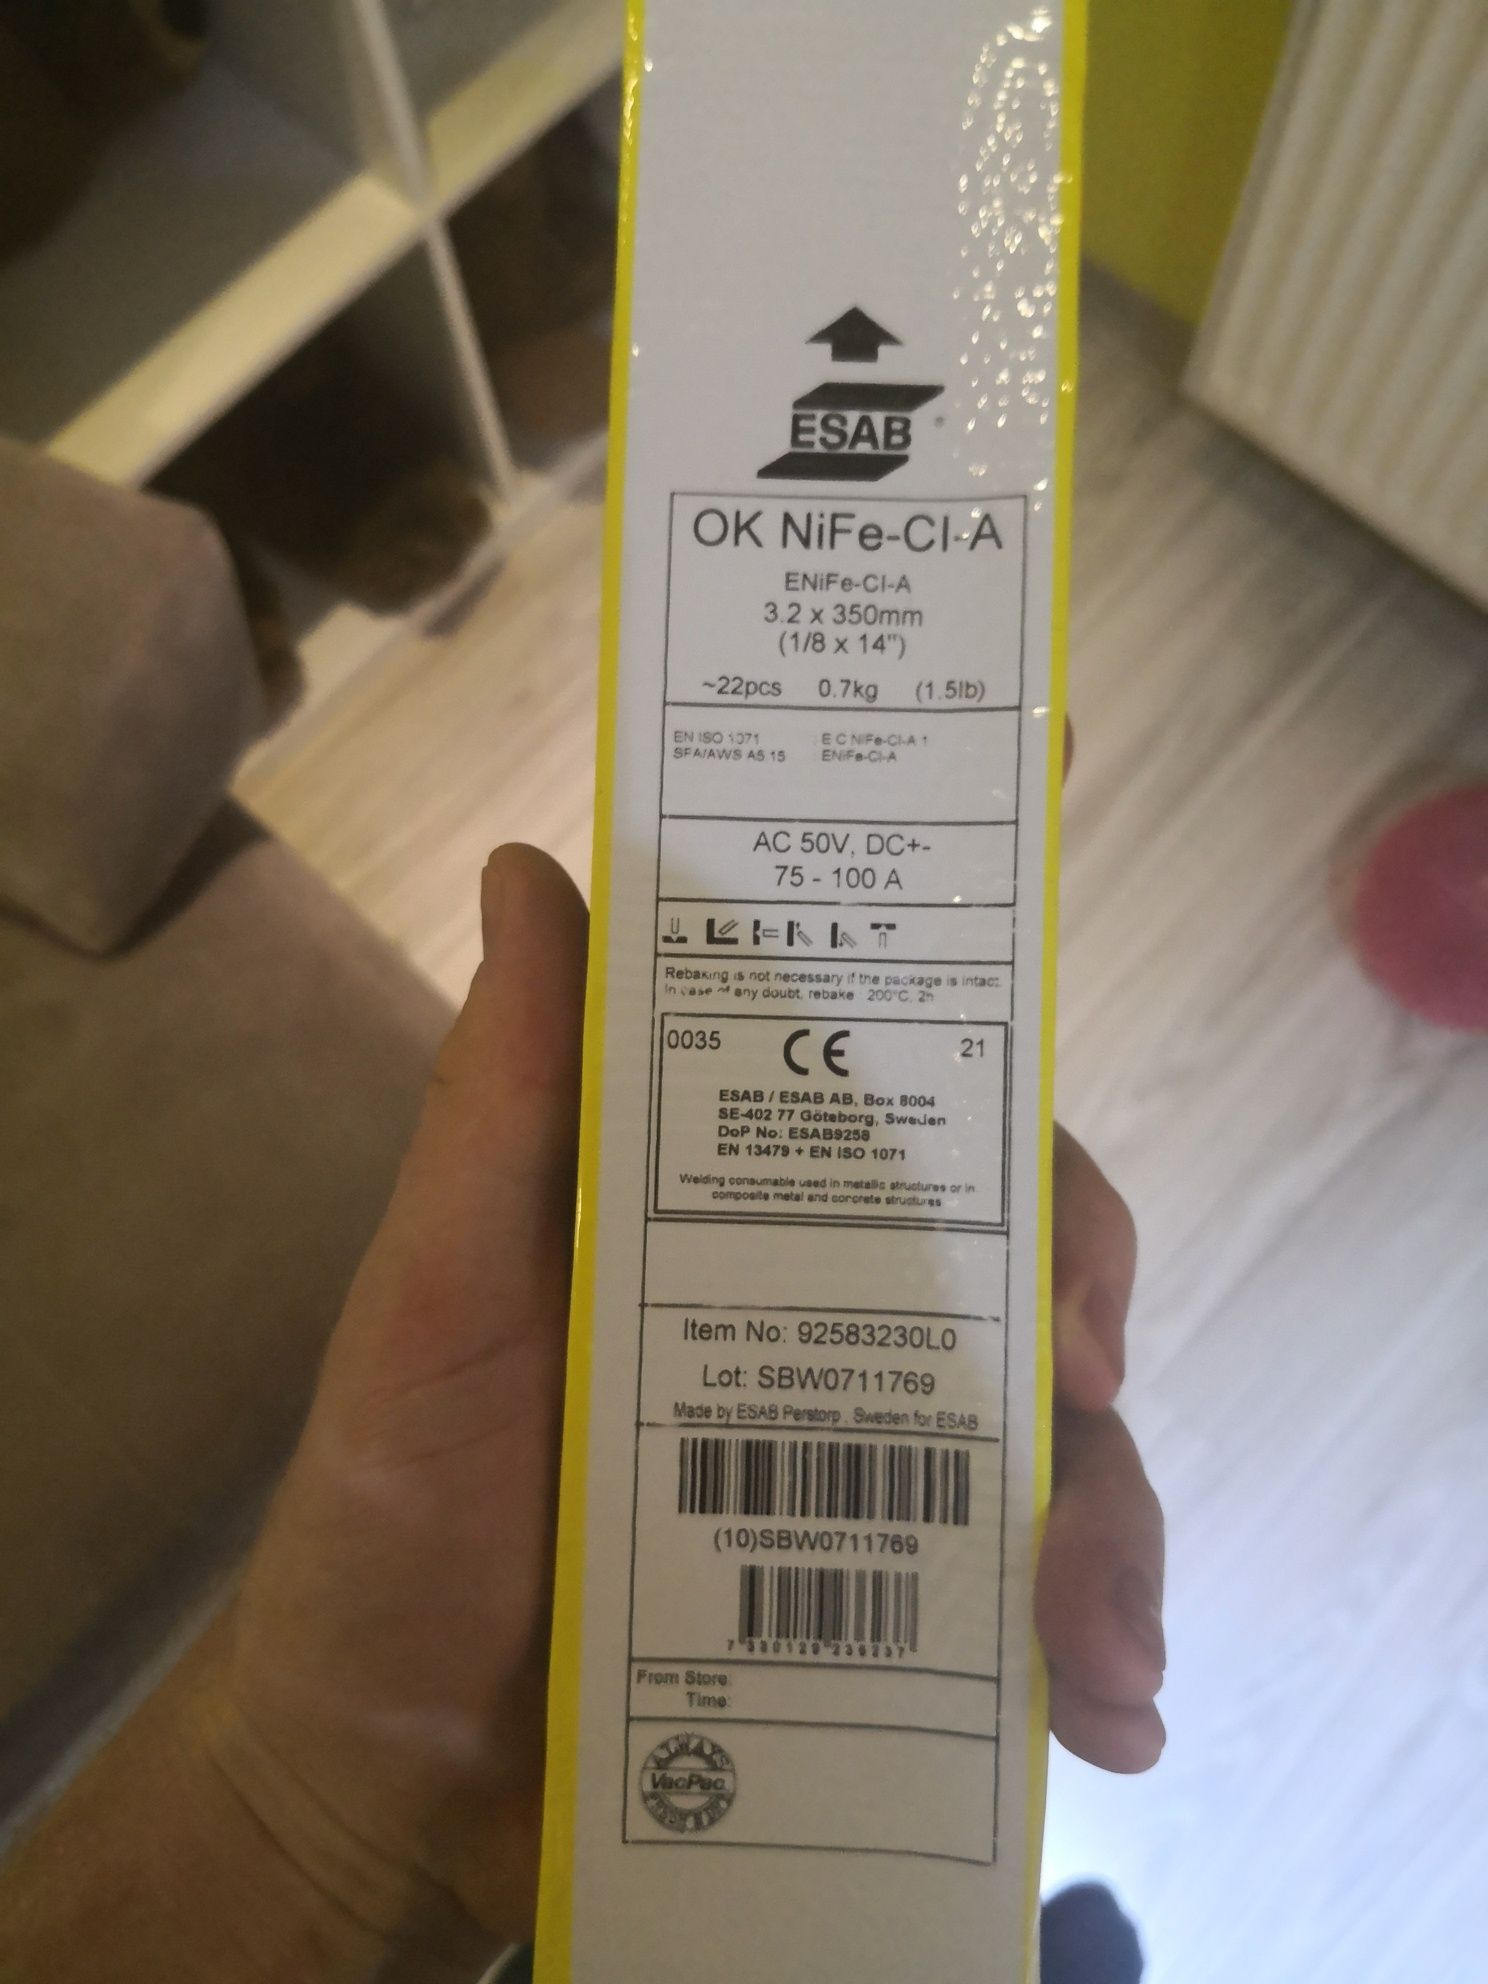 ESAB
OK NiFe-CI-A
ENiFe-CI-A
3.2 x 350mm
(1/8 x 14")
~22pcs 0.7kg (1.5lb)
EN ISO 1071 E C NiFe-CI-A 1
SFA/AWS A5.15 ENiFe-CI-A
AC 50V, DC+-
75 - 100 A
Rebaking is not necessary if the package is intact.
In case of any doubt, rebake : 200°C, 2h
0035 CE 21
ESAB / ESAB AB, Box 8004
SE-402 77 Göteborg, Sweden
DoP No: ESAB9258
EN 13479 + EN ISO 1071
Welding consumable used in metallic structures or in
composite metal and concrete structures
Item No: 92583230L0
Lot: SBW0711769
Made by ESAB Perstorp , Sweden for ESAB
(10)SBW0711769
From Store:
Time:
ALWAYS
VacPac